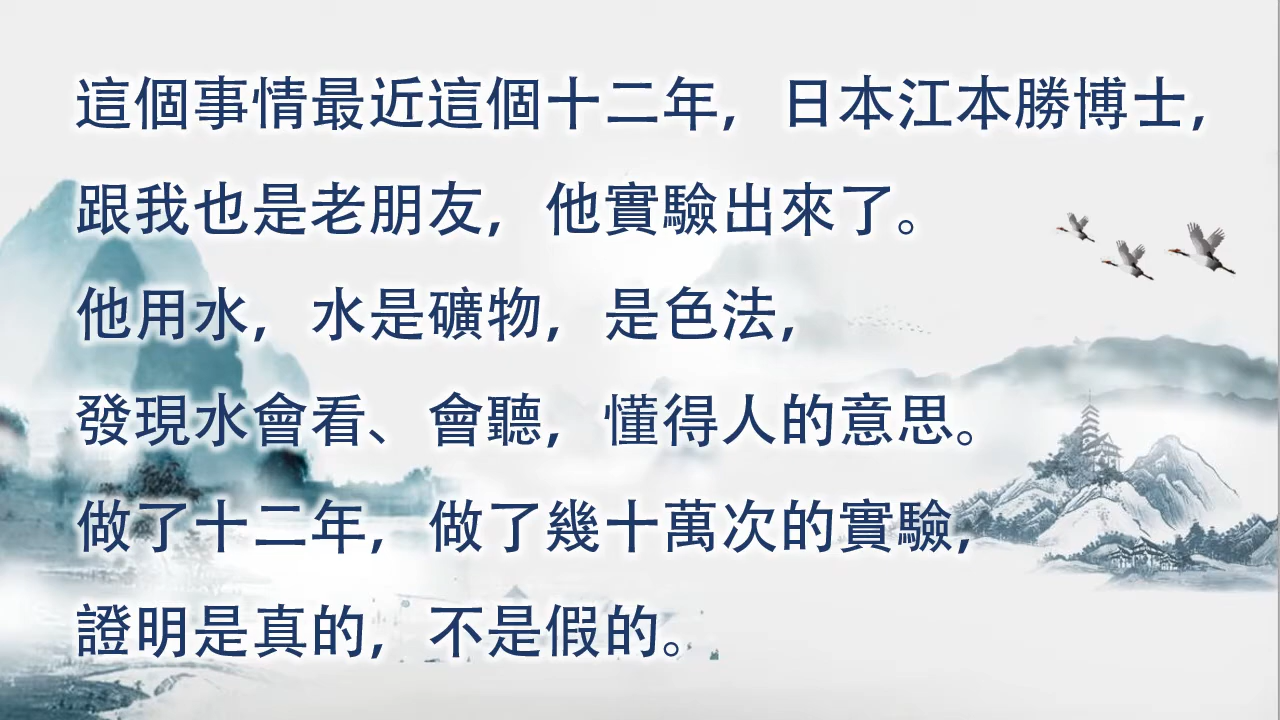 這個事情最近這個十二年，日本江本勝博士，
跟我也是老朋友，他實驗出來了。
他用水，水是礦物，是色法，
發現水會看、會聽，懂得人的意思。
做了十二年，做了幾十萬次的實驗，
證明是真的，不是假的。